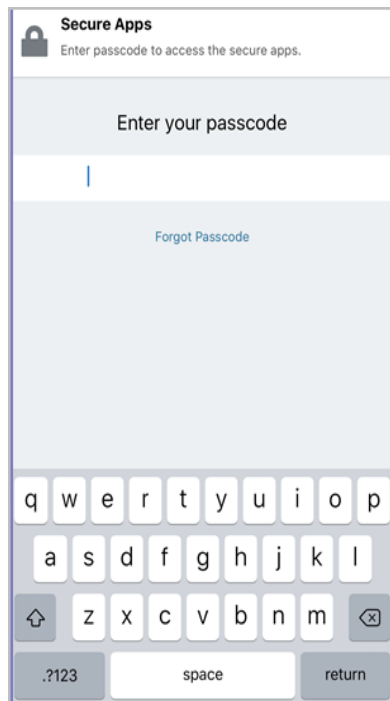 Secure Apps
Enter passcode to access the secure apps.
Enter your passcode
Forgot Passcode
q w e r t y u i o p
a s d f g h j k l
z x c v b n m
.?123 space return